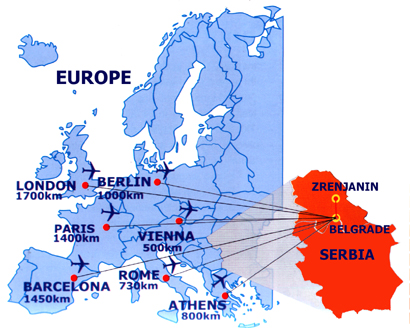 EUROPE
LONDON
1700km
BERLIN
1000km
ZRENJANIN
PARIS
1400km
VIENNA
500km
BELGRADE
SERBIA
BARCELONA
1450km
ROME
730km
ATHENS
800km